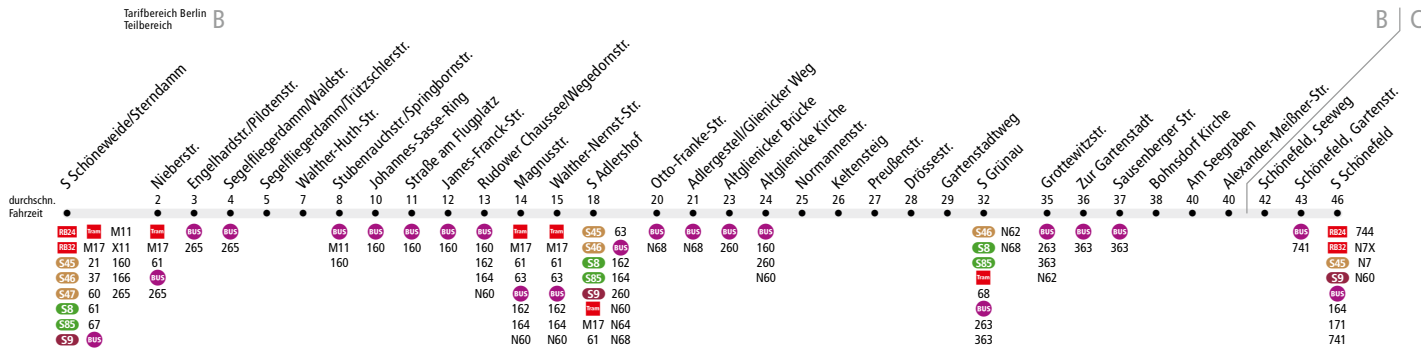 Tarifbereich Berlin B
Teilbereich
B C
S Schöneweide/Sterndamm
Nieberstr.
Engelhardstr./Pilotenstr.
Segelfliegerdamm/Waldstr.
Segelfliegerdamm/Trützschlerstr.
Walther-Huth-Str.
Stubenrauchstr./Springbornstr.
Johannes-Sasse-Ring
Straße am Flugplatz
James-Franck-Str.
Rudower Chaussee/Wegedornstr.
Magnusstr.
Walther-Nernst-Str.
S Adlershof
Otto-Franke-Str.
Adlergestell/Glienicker Weg
Altglienicker Brücke
Altglienicke Kirche
Normannenstr.
Keltensteig
Preußenstr.
Drösestr.
Gartenstadtweg
S Grünau
Grottewitzstr.
Zur Gartenstadt
Sausenberger Str.
Bohnsdorf Kirche
Am Seegraben
Alexander-Meißner-Str.
Schönefeld, Seeweg
Schönefeld, Gartenstr.
S Schönefeld
durchschn. 2 3 4 5 7 8 10 11 12 13 14 15 18 20 21 23 24 25 26 27 28 29 32 35 36 37 38 40 40 42 43 46
Fahrzeit
RB24 Tram M11 Tram BUS BUS BUS BUS BUS BUS BUS Tram Tram S45 63 BUS BUS BUS BUS S46 N62 BUS BUS BUS BUS RB24 744
RB32 M17 X11 M17 265 265 M11 160 160 160 160 M17 M17 S46 BUS N68 N68 260 160 S8 N68 263 363 363 741 RB32 N7X
S45 21 160 61 160 162 61 61 S8 162 260 S85 363 S45 N7
S46 37 166 BUS 164 63 63 S85 164 N60 Tram N62 S9 N60
S47 60 265 265 N60 BUS BUS S9 260 68 BUS
S8 61 162 162 Tram N60 BUS 164
S85 67 164 164 M17 N64 263 171
S9 BUS N60 N60 61 N68 363 741